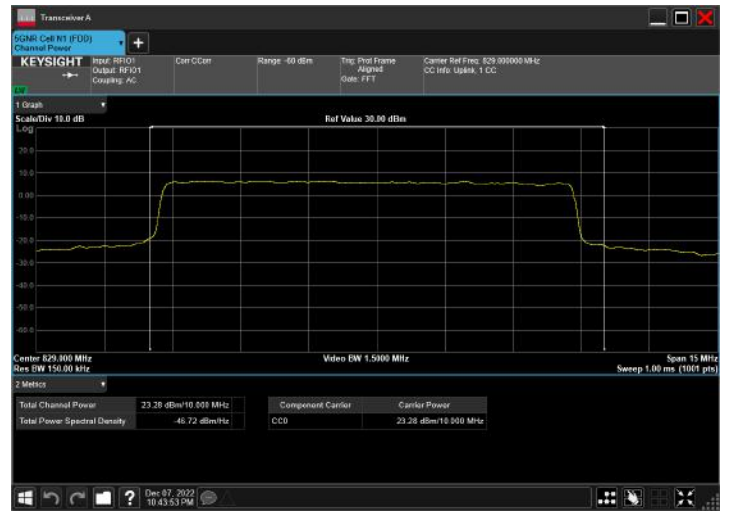 Transceiver A
5GNR Cell N1 (FDD)
Channel Power
+
KEYSIGHT Input: RFIO1 Corr CCorr Range -60 dBm Trig: Prot Frame Carrier Ref Freq: 829.000000 MHz
Output: RFIO1 Aligned CC Info: Uplink, 1 CC
Coupling: AC Gate: FFT
1 Graph
Scale/Div 10.0 dB Ref Value 30.00 dBm
Log
20.0
10.0
0.00
-10.0
-20.0
-30.0
-40.0
-50.0
-60.0
Center 829.000 MHz Video BW 1.5000 MHz Span 15 MHz
Res BW 150.00 kHz Sweep 1.00 ms (1001 pts)
2 Metrics
Total Channel Power 23.28 dBm/10.000 MHz Component Carrier Carrier Power
Total Power Spectral Density -46.72 dBm/Hz CC0 23.28 dBm/10.000 MHz
? Dec 07, 2022
10:43:53 PM